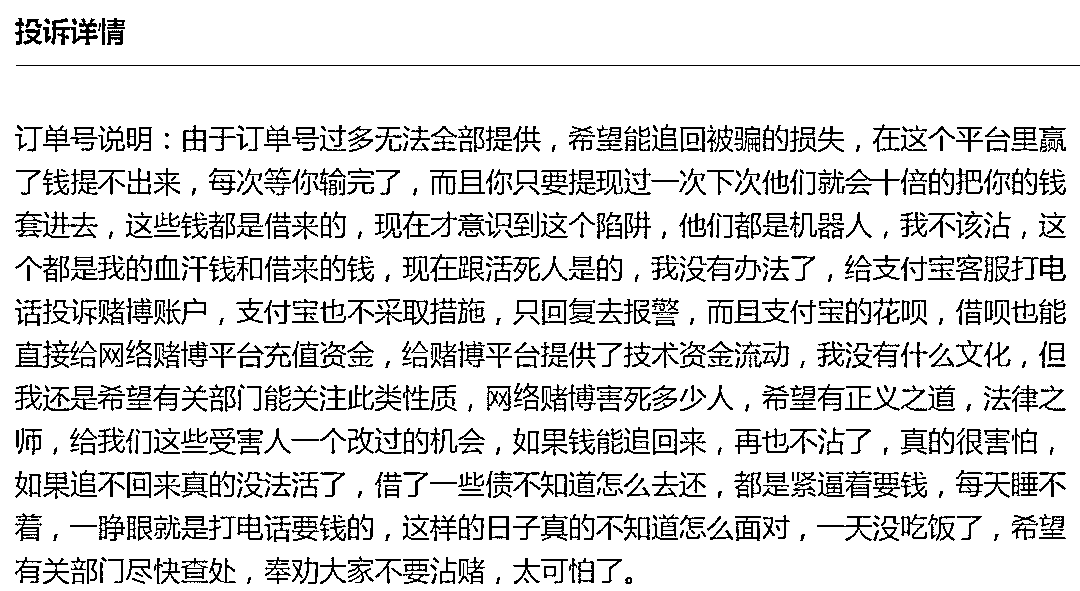 投诉详情
订单号说明：由于订单号过多无法全部提供，希望能追回被骗的损失，在这个平台里赢
了钱提不出来，每次等你输完了，而且你只要提现过一次下次他们就会十倍的把你的钱
套进去，这些钱都是借来的，现在才意识到这个陷阱，他们都是机器人，我不该沾，这
个都是我的血汗钱和借来的钱，现在跟活死人是的，我没有办法了，给支付宝客服打电
话投诉赌博账户，支付宝也不采取措施，只回复去报警，而且支付宝的花呗，借呗也能
直接给网络赌博平台充值资金，给赌博平台提供了技术资金流动，我没有什么文化，但
我还是希望有关部门能关注此类性质，网络赌博害死多少人，希望有正义之道，法律之
师，给我们这些受害人一个改过的机会，如果钱能追回来，再也不沾了，真的很害怕，
如果追不回来真的没法活了，借了一些债不知道怎么去还，都是紧逼着要钱，每天睡不
着，一睁眼就是打电话要钱的，这样的日子真的不知道怎么面对，一天没吃饭了，希望
有关部门尽快查处，奉劝大家不要沾赌，太可怕了。